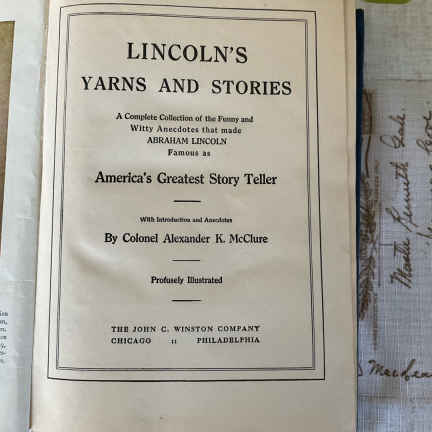 LINCOLN'S
YARNS AND STORIES
A Complete Collection of the Funny and
Witty Anecdotes that made
ABRAHAM LINCOLN
Famous as
America's Greatest Story Teller
With Introduction and Anecdotes
By Colonel Alexander K. McClure
Profusely Illustrated
THE JOHN C. WINSTON COMPANY
CHICAGO :: PHILADELPHIA
Master Kenneth